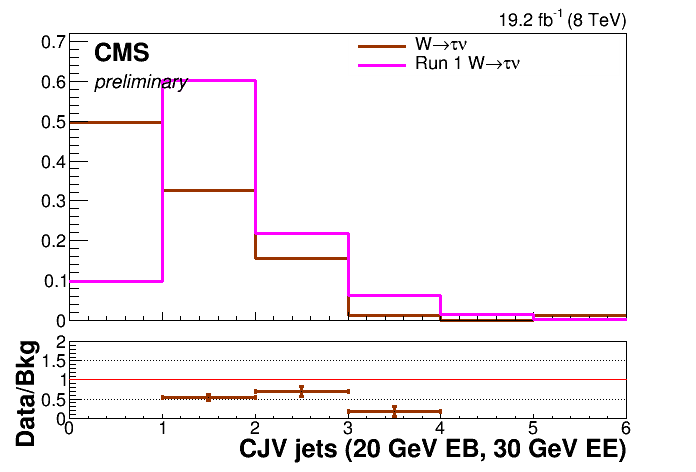 19.2 fb⁻¹ (8 TeV)
0.7
CMS
W→τν
Run 1 W→τν
preliminary
0.6
0.5
0.4
0.3
0.2
0.1
0
Data/Bkg
2
1.5
1
0.5
0
0 1 2 3 4 5 6
CJV jets (20 GeV EB, 30 GeV EE)